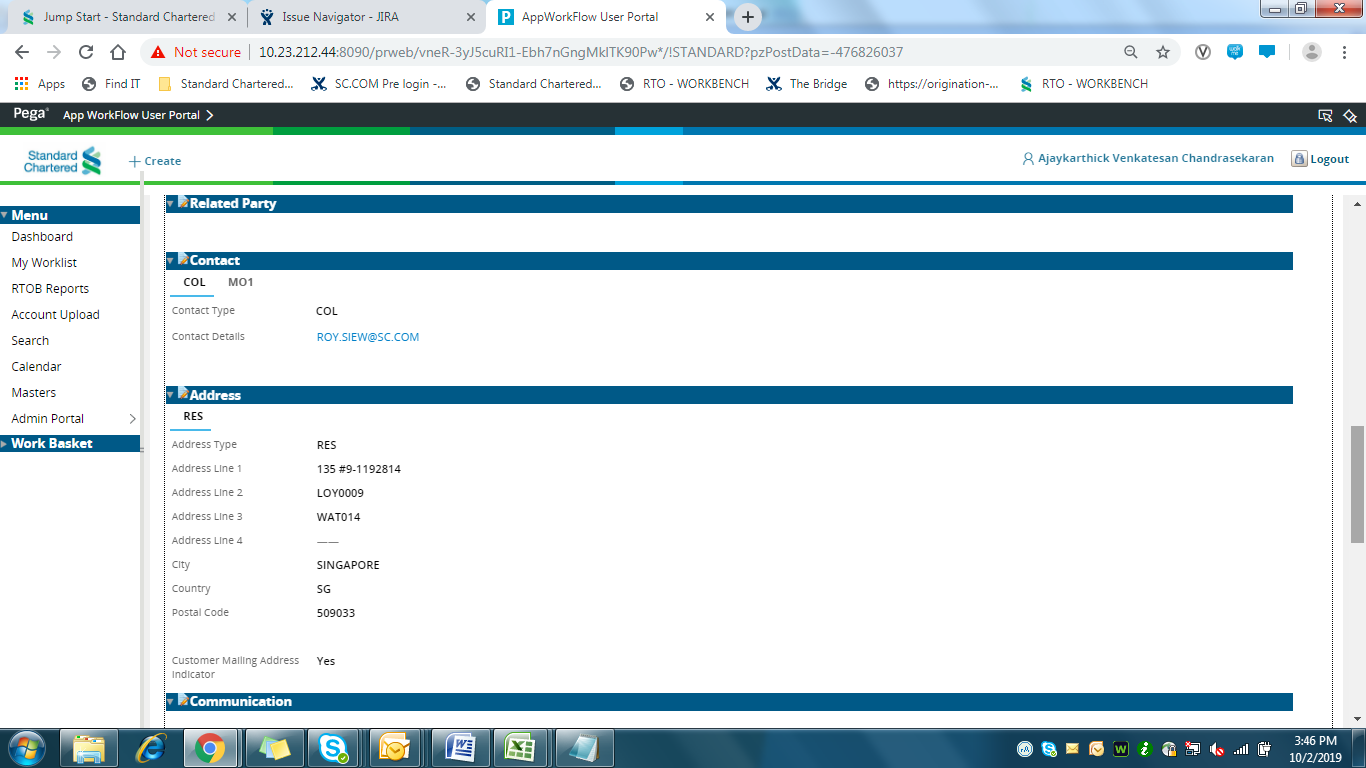 Jump Start - Standard Chartered
Issue Navigator - JIRA
AppWorkFlow User Portal
Not secure
10.23.212.44:8090/prweb/vneR-3yJ5cuRI1-Ebh7nGngMkITK90Pw*/!STANDARD?pzPostData=-476826037
Apps
Find IT
Standard Chartered...
SC.COM Pre login -...
Standard Chartered...
RTO - WORKBENCH
The Bridge
https://origination-...
RTO - WORKBENCH
Pega
App WorkFlow User Portal
Standard
Chartered
Create
Ajaykarthick Venkatesan Chandrasekaran
Logout
Menu
Dashboard
My Worklist
RTOB Reports
Account Upload
Search
Calendar
Masters
Admin Portal
Work Basket
Related Party
Contact
COL MO1
Contact Type COL
Contact Details ROY.SIEW@SC.COM
Address
RES
Address Type RES
Address Line 1 135 #9-1192814
Address Line 2 LOY0009
Address Line 3 WAT014
Address Line 4 ——
City SINGAPORE
Country SG
Postal Code 509033
Customer Mailing Address Yes
Indicator
Communication
3:46 PM
10/2/2019